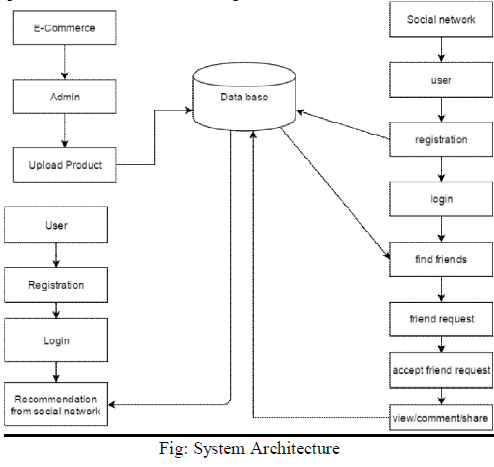 E-Commerce
Admin
Upload Product
User
Registration
Login
Recommendation
from social network
Data base
Social network
user
registration
login
find friends
friend request
accept friend request
view/comment/share
Fig: System Architecture